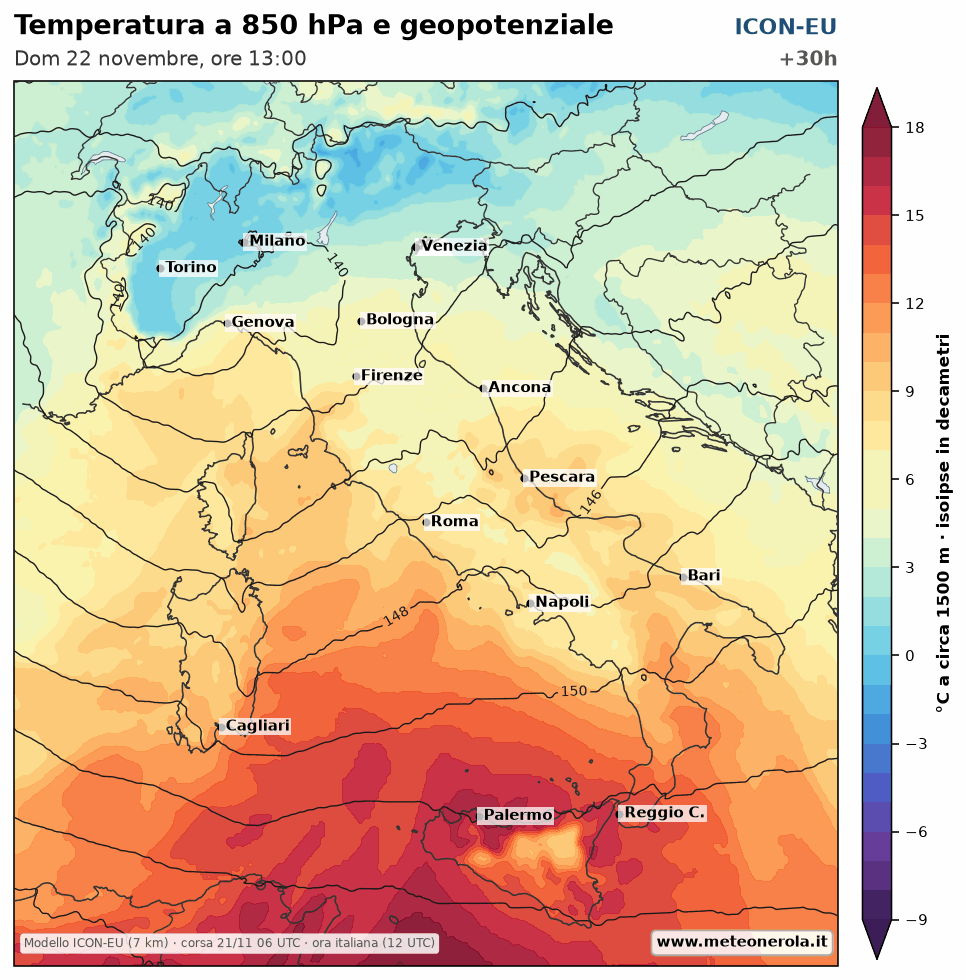 Temperatura a 850 hPa e geopotenziale
ICON-EU
Dom 22 novembre, ore 13:00
+30h
140
140
140
140
Milano
Venezia
Torino
Genova
Bologna
Firenze
Ancona
Pescara
146
Roma
Bari
Napoli
148
150
Cagliari
Palermo
Reggio C.
18
15
12
9
6
3
0
−3
−6
−9
°C a circa 1500 m · isoipse in decametri
Modello ICON-EU (7 km) · corsa 21/11 06 UTC · ora italiana (12 UTC)
www.meteonerola.it